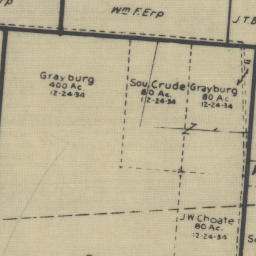 Wm F. Erp
J.T.B
Grayburg
400 Ac
12-24-34
Sou. Crude
80 Ac.
12-24-34
Grayburg
80 Ac
12-24-34
J W Choate
80 Ac.
12-24-34